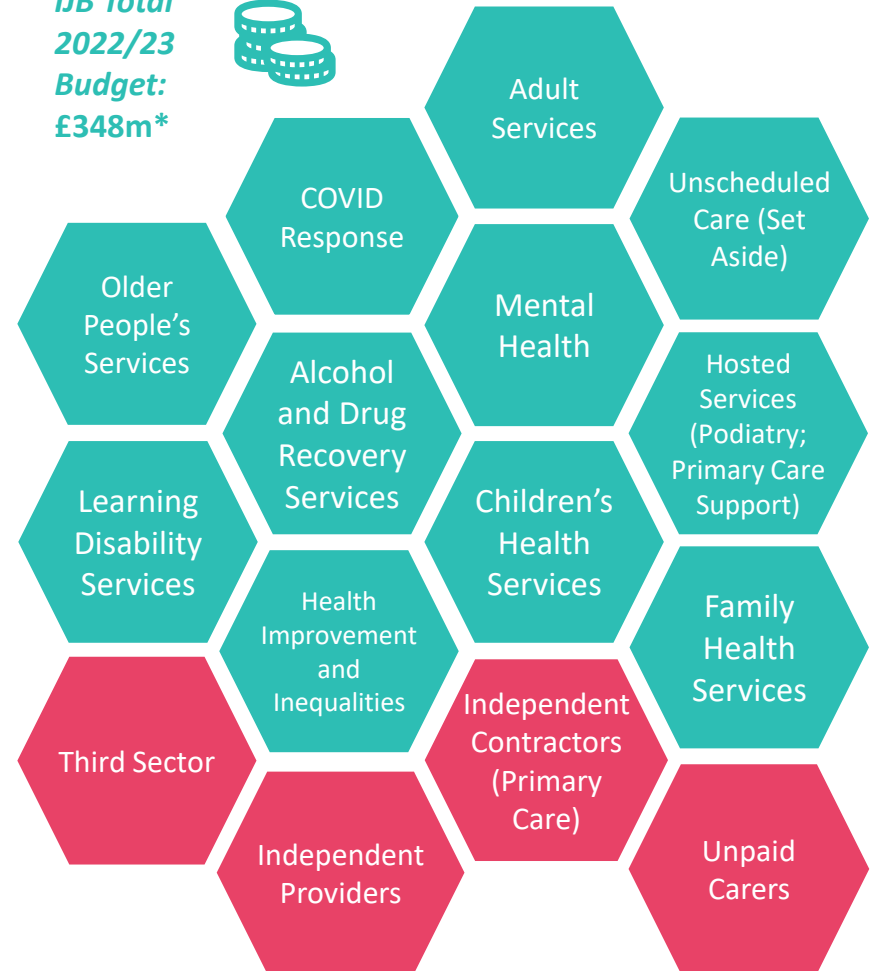 IJB Total
2022/23
Budget:
£348m*
Adult
Services
COVID
Response
Unscheduled
Care (Set
Aside)
Older
People's
Services
Mental
Health
Alcohol
and Drug
Recovery
Services
Hosted
Services
(Podiatry;
Primary Care
Support)
Learning
Disability
Services
Children's
Health
Services
Health
Improvement
and
Inequalities
Family
Health
Services
Third Sector
Independent
Contractors
(Primary
Care)
Independent
Providers
Unpaid
Carers